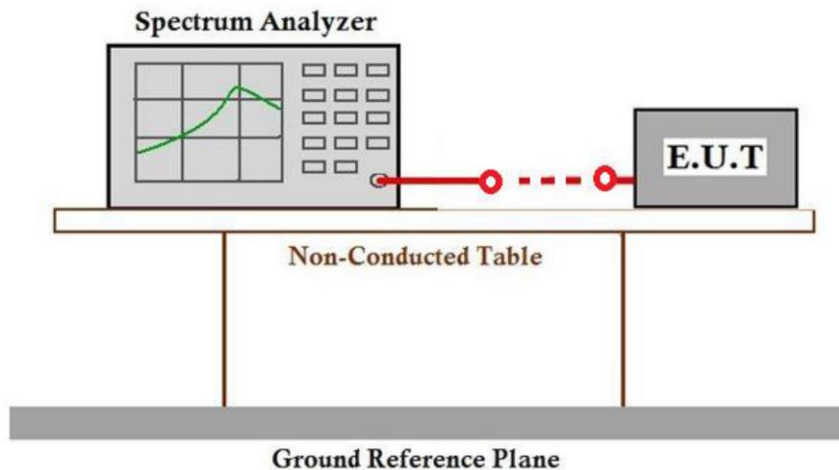 Spectrum Analyzer
E.U.T
Non-Conducted Table
Ground Reference Plane